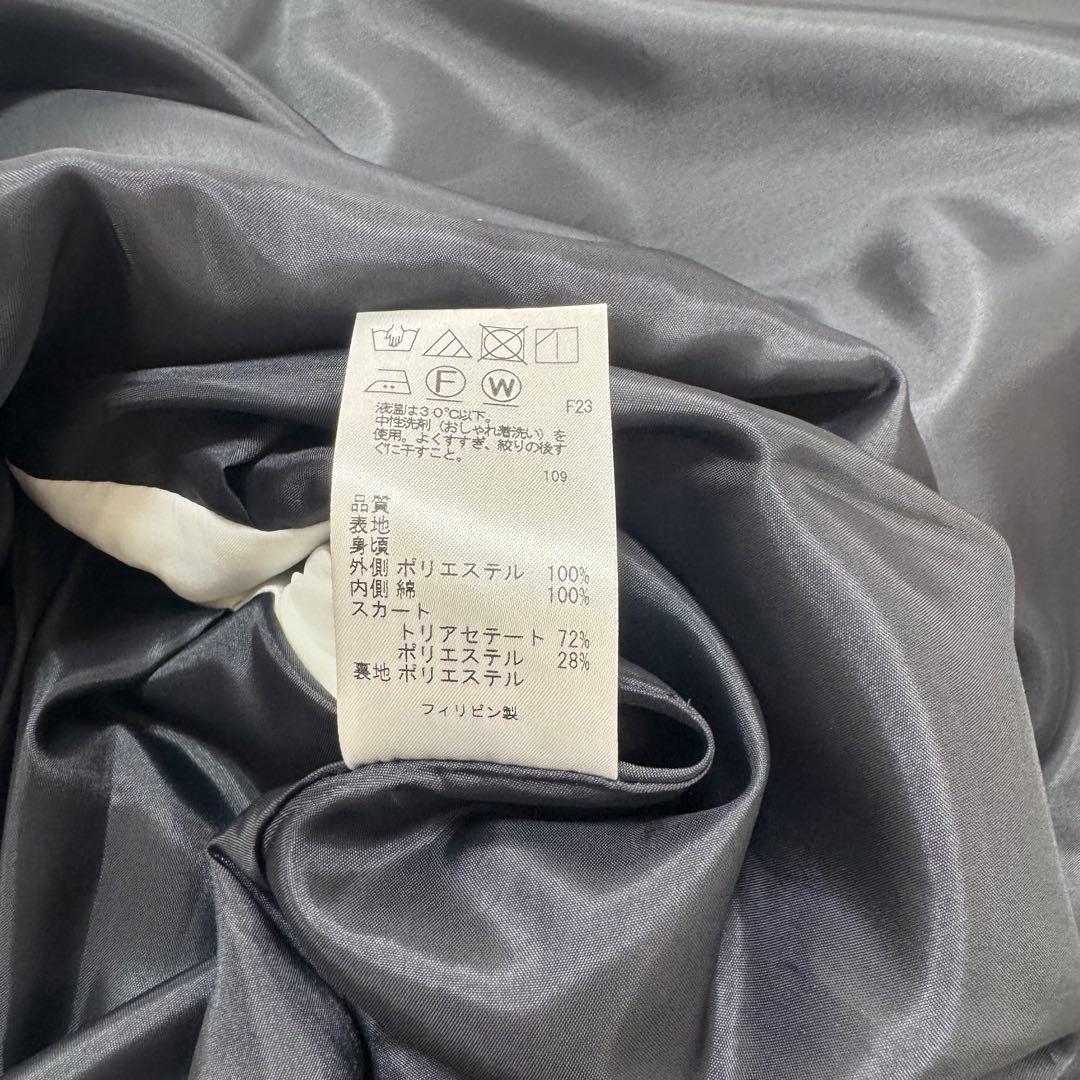 F W
液温は30℃以下。
F23
中性洗剤(おしゃれ着洗い)を
使用。よくすすぎ、絞りの後す
ぐに干すこと。
109
品質
表地
身頃
外側 ポリエステル 100%
内側 綿 100%
スカート
トリアセテート 72%
ポリエステル 28%
裏地 ポリエステル
フィリピン製